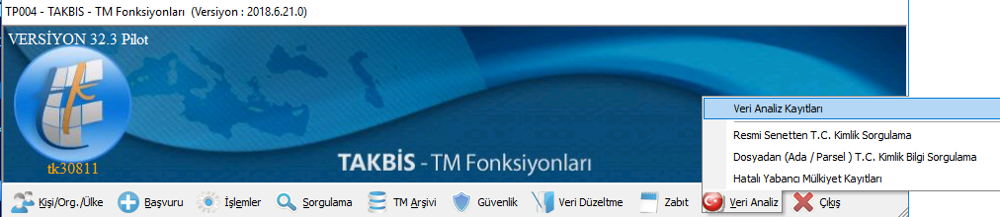 TP004 - TAKBIS - TM Fonksiyonları (Versiyon : 2018.6.21.0)
VERSİYON 32.3 Pilot
tk30811
TAKBİS - TM Fonksiyonları
Veri Analiz Kayıtları
Resmi Senetten T.C. Kimlik Sorgulama
Dosyadan (Ada / Parsel ) T.C. Kimlik Bilgi Sorgulama
Hatalı Yabancı Mülkiyet Kayıtları
Kişi/Org./Ülke Başvuru İşlemler Sorgulama TM Arşivi Güvenlik Veri Düzeltme Zabıt Veri Analiz Çıkış